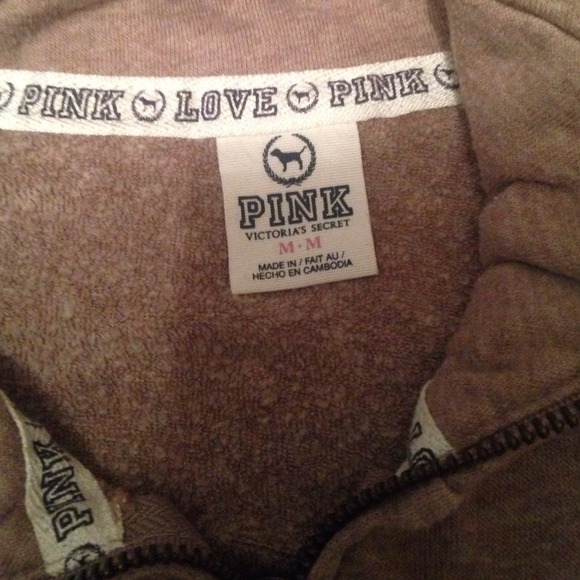 PINK LOVE PINK
PINK
VICTORIA'S SECRET
M • M
MADE IN / FAIT AU /
HECHO EN CAMBODIA
PINK